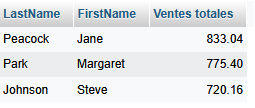 LastName FirstName Ventes totales
Peacock Jane 833.04
Park Margaret 775.40
Johnson Steve 720.16